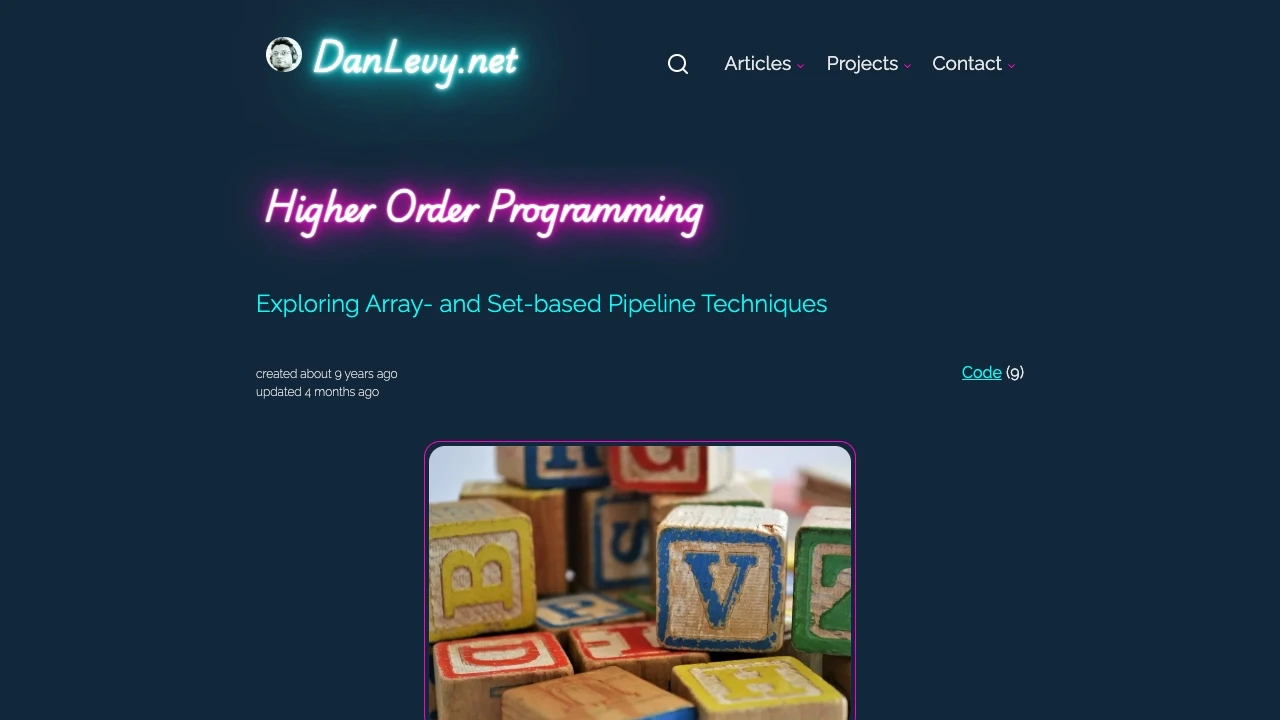 DanLevy.net
Articles Projects Contact
Higher Order Programming
Exploring Array- and Set-based Pipeline Techniques
created about 9 years ago
updated 4 months ago
Code (9)
R G
B S V Z
P
D L
H